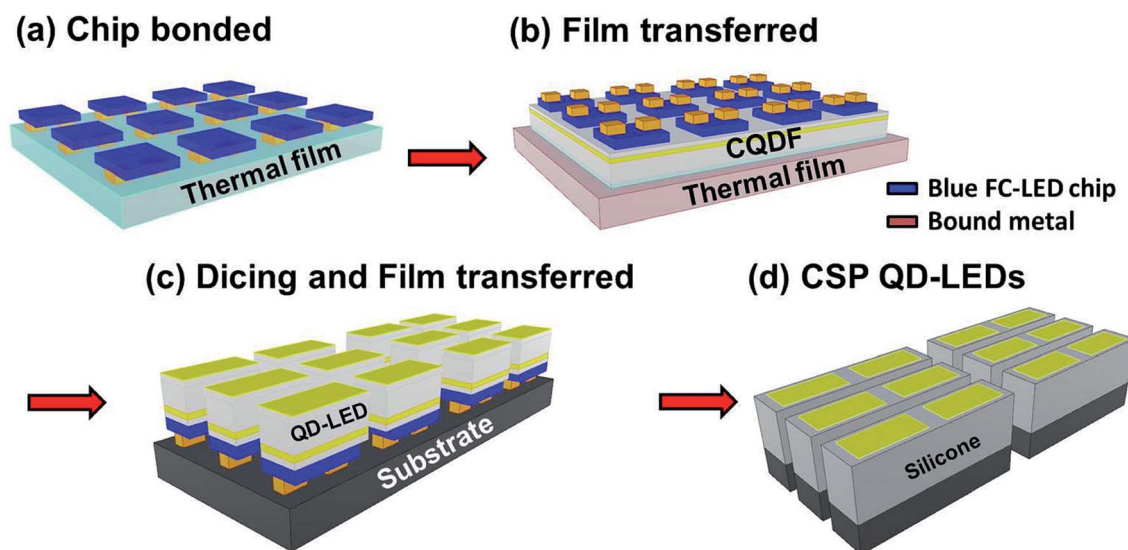 (a) Chip bonded
(b) Film transferred
Thermal film
CQDF
Thermal film
Blue FC-LED chip
Bound metal
(c) Dicing and Film transferred
(d) CSP QD-LEDs
QD-LED
Substrate
Silicone